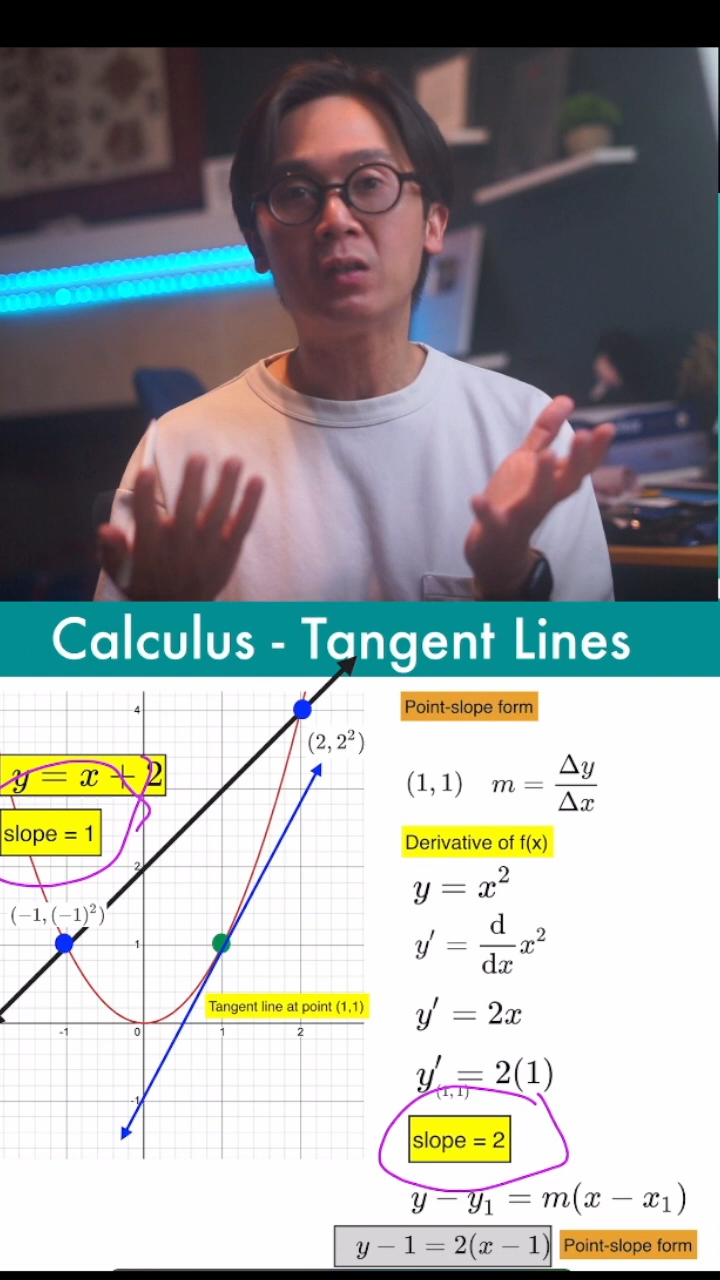 Calculus - Tangent Lines
Point-slope form
4
(2, 2²)
y = x + 2
(1, 1) m = Δy/Δx
slope = 1
Derivative of f(x)
2
y = x²
(-1, (-1)²)
1
y' = d/dx x²
Tangent line at point (1,1)
y' = 2x
-1 0 1 2
y'(1,1) = 2(1)
-1
slope = 2
y - y₁ = m(x - x₁)
y - 1 = 2(x - 1) Point-slope form